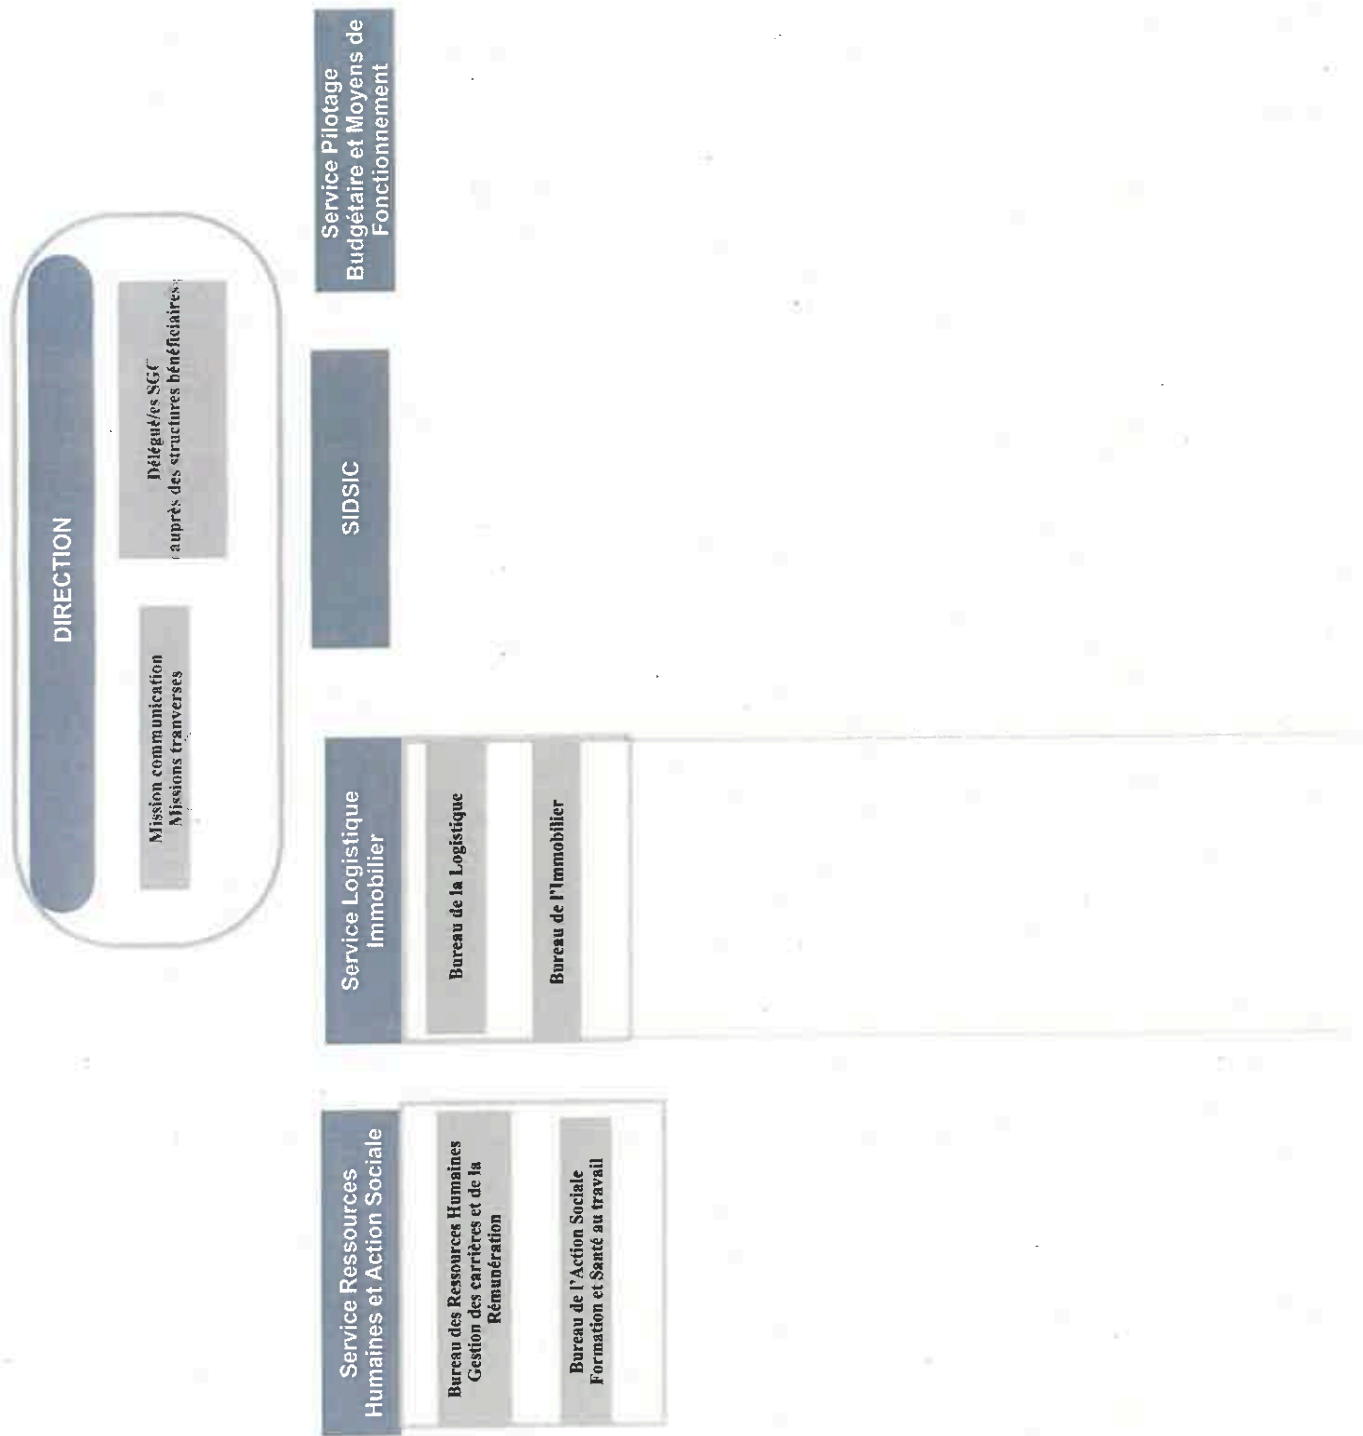 DIRECTION
Mission communication
Missions tranverses
Délégué/es SGC
auprès des structures bénéficiaires
Service Ressources
Humaines et Action Sociale
Bureau des Ressources Humaines
Gestion des carrières et de la
Rémunération
Bureau de l'Action Sociale
Formation et Santé au travail
Service Logistique
Immobilier
Bureau de la Logistique
Bureau de l'Immobilier
SIDSIC
Service Pilotage
Budgétaire et Moyens de
Fonctionnement